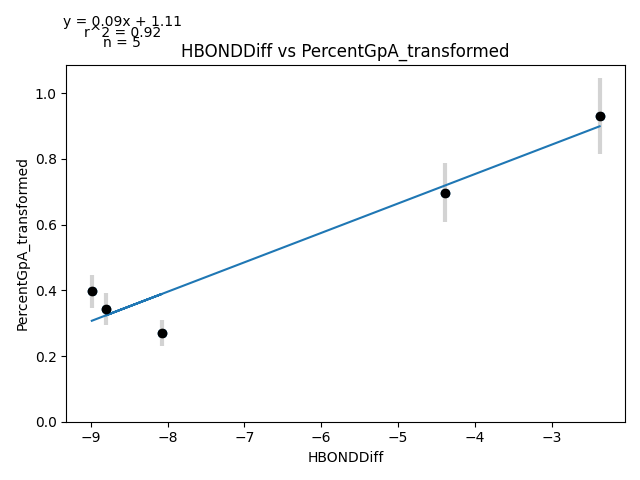 y = 0.09x + 1.11
r^2 = 0.92
n = 5
HBONDDiff vs PercentGpA_transformed
PercentGpA_transformed
1.0
0.8
0.6
0.4
0.2
0.0
−9
−8
−7
−6
−5
−4
−3
HBONDDiff